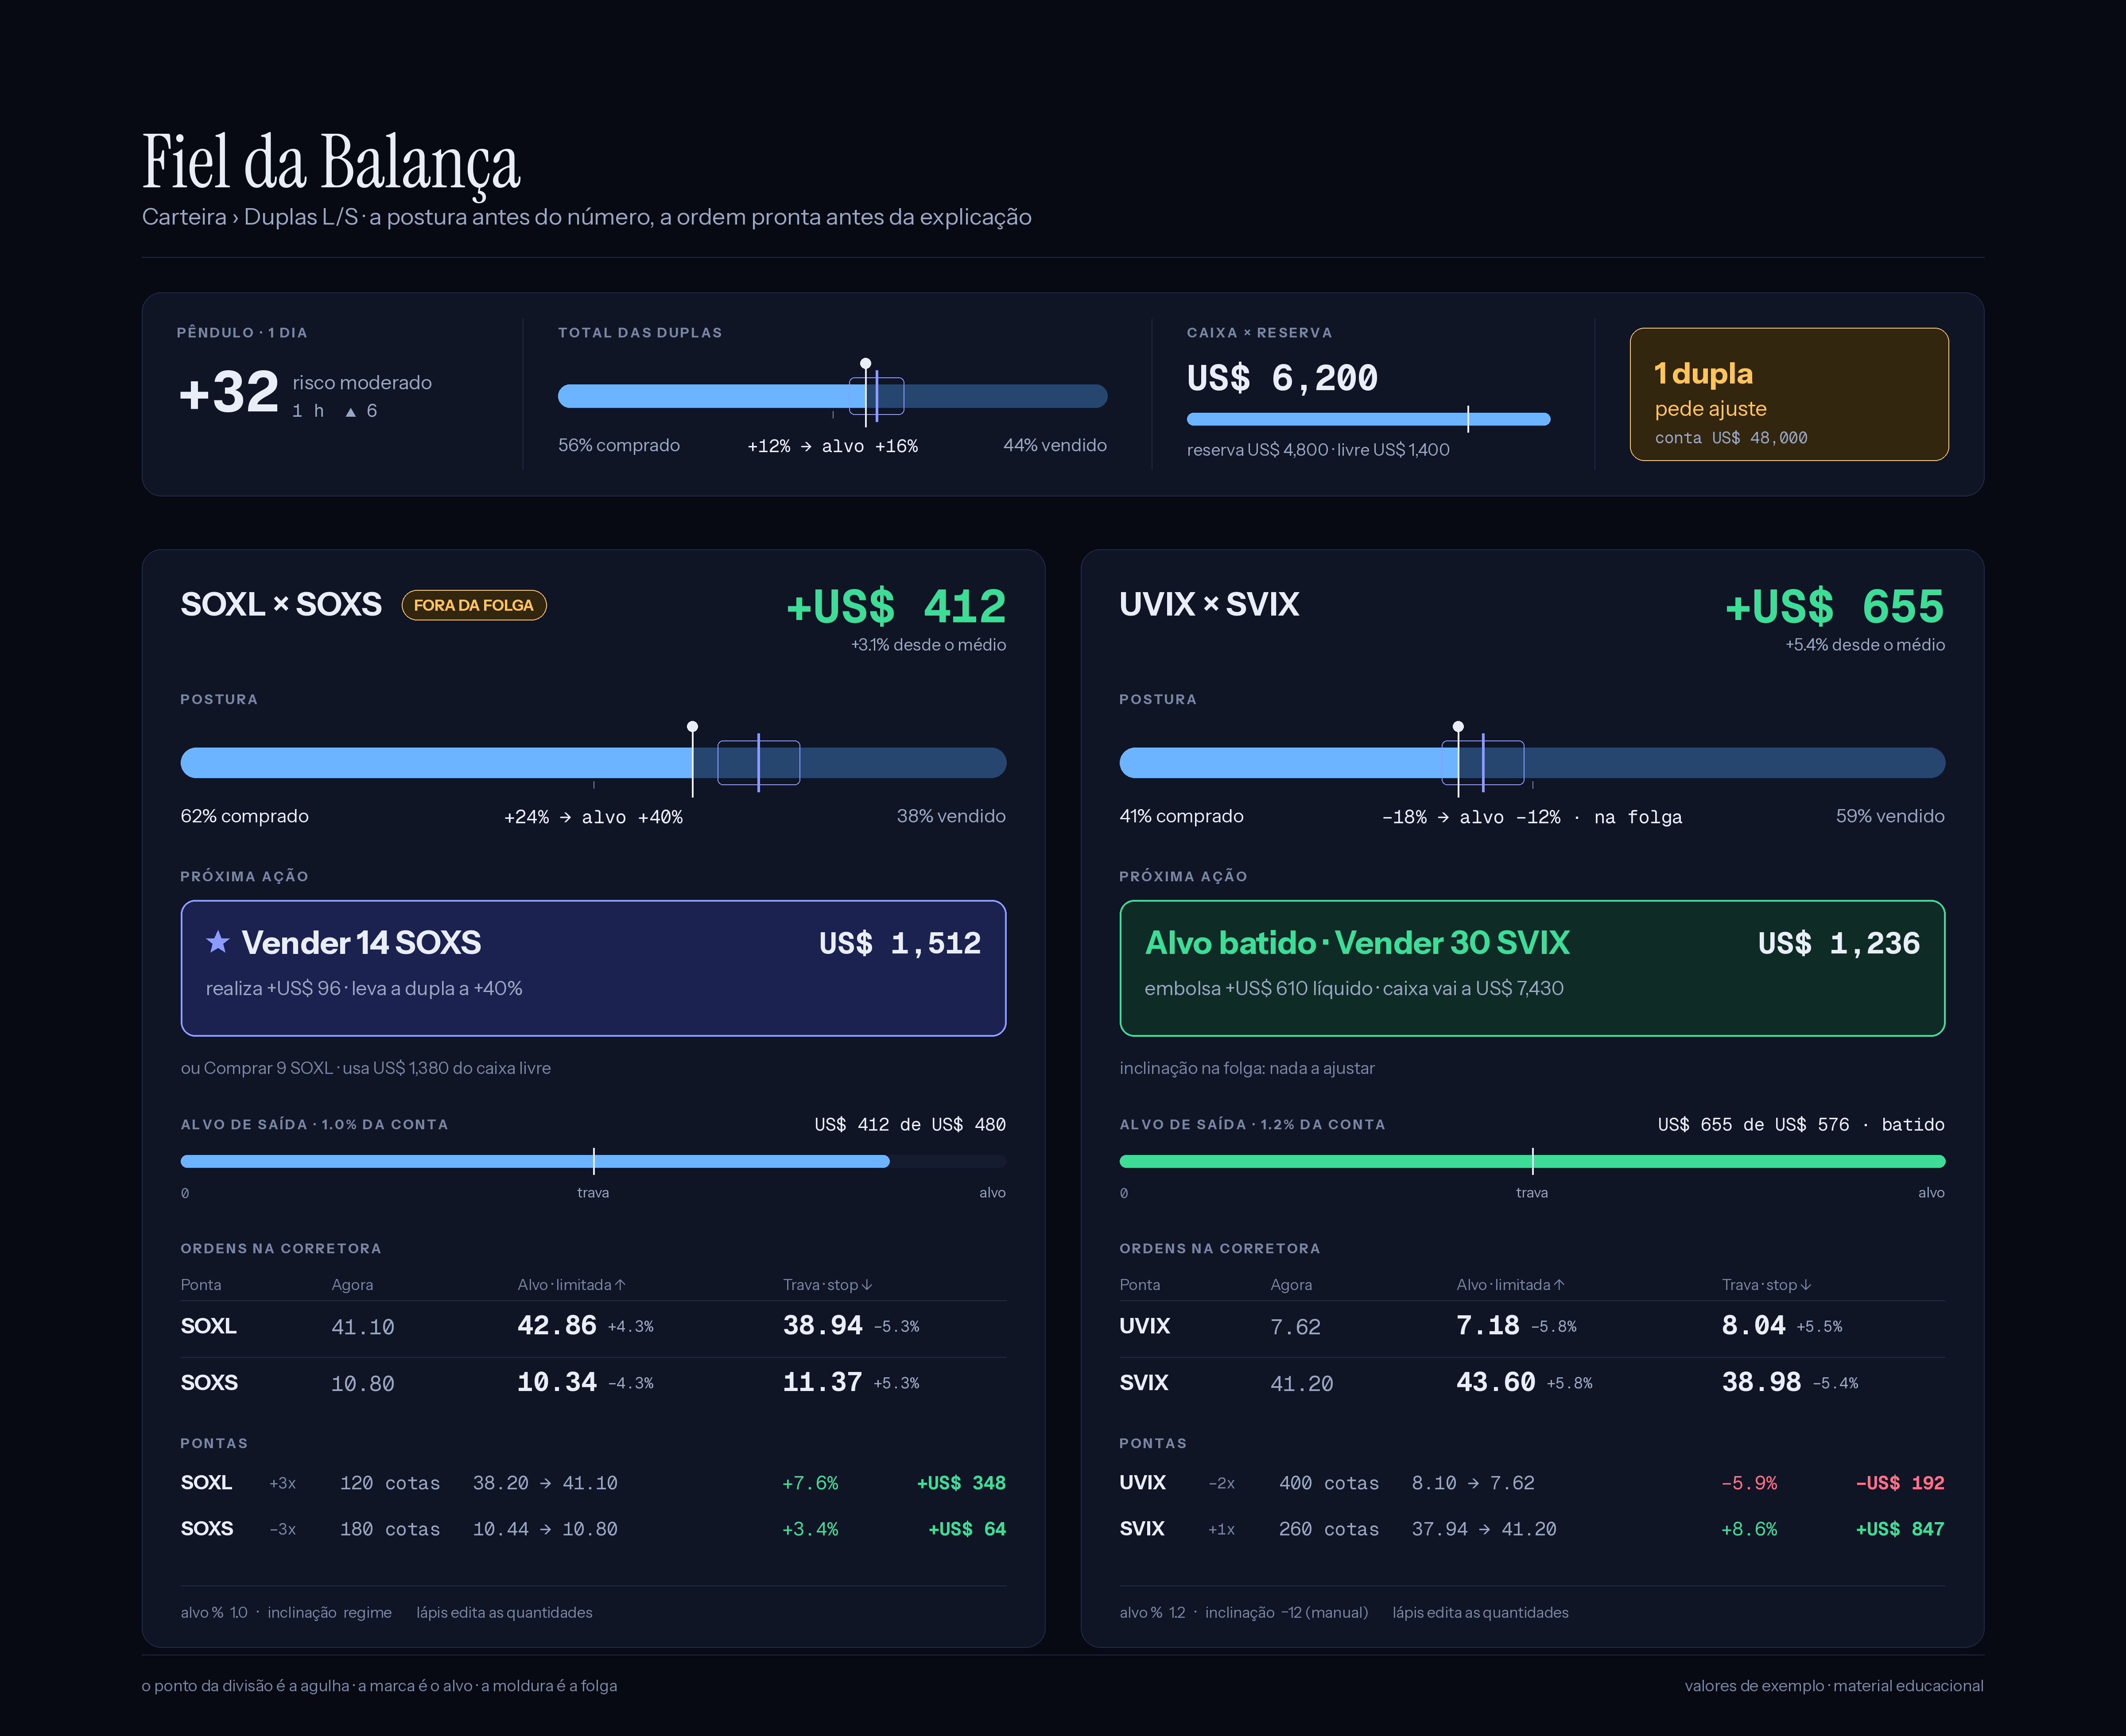 Fiel da Balança
Carteira › Duplas L/S · a postura antes do número, a ordem pronta antes da explicação
PÊNDULO · 1 DIA
+32
risco moderado
1 h ▲ 6
TOTAL DAS DUPLAS
56% comprado
+12% → alvo +16%
44% vendido
CAIXA × RESERVA
US$ 6,200
reserva US$ 4,800 · livre US$ 1,400
1 dupla
pede ajuste
conta US$ 48,000
SOXL × SOXS
FORA DA FOLGA
+US$ 412
+3.1% desde o médio
POSTURA
62% comprado
+24% → alvo +40%
38% vendido
PRÓXIMA AÇÃO
★ Vender 14 SOXS
US$ 1,512
realiza +US$ 96 · leva a dupla a +40%
ou Comprar 9 SOXL · usa US$ 1,380 do caixa livre
ALVO DE SAÍDA · 1.0% DA CONTA
US$ 412 de US$ 480
0
trava
alvo
ORDENS NA CORRETORA
Ponta Agora Alvo · limitada ↑ Trava · stop ↓
SOXL 41.10 42.86 +4.3% 38.94 −5.3%
SOXS 10.80 10.34 −4.3% 11.37 +5.3%
PONTAS
SOXL +3x 120 cotas 38.20 → 41.10 +7.6% +US$ 348
SOXS −3x 180 cotas 10.44 → 10.80 +3.4% +US$ 64
alvo % 1.0 · inclinação regime lápis edita as quantidades
UVIX × SVIX
+US$ 655
+5.4% desde o médio
POSTURA
41% comprado
−18% → alvo −12% · na folga
59% vendido
PRÓXIMA AÇÃO
Alvo batido · Vender 30 SVIX
US$ 1,236
embolsa +US$ 610 líquido · caixa vai a US$ 7,430
inclinação na folga: nada a ajustar
ALVO DE SAÍDA · 1.2% DA CONTA
US$ 655 de US$ 576 · batido
0
trava
alvo
ORDENS NA CORRETORA
Ponta Agora Alvo · limitada ↑ Trava · stop ↓
UVIX 7.62 7.18 −5.8% 8.04 +5.5%
SVIX 41.20 43.60 +5.8% 38.98 −5.4%
PONTAS
UVIX −2x 400 cotas 8.10 → 7.62 −5.9% −US$ 192
SVIX +1x 260 cotas 37.94 → 41.20 +8.6% +US$ 847
alvo % 1.2 · inclinação −12 (manual) lápis edita as quantidades
o ponto da divisão é a agulha · a marca é o alvo · a moldura é a folga
valores de exemplo · material educacional